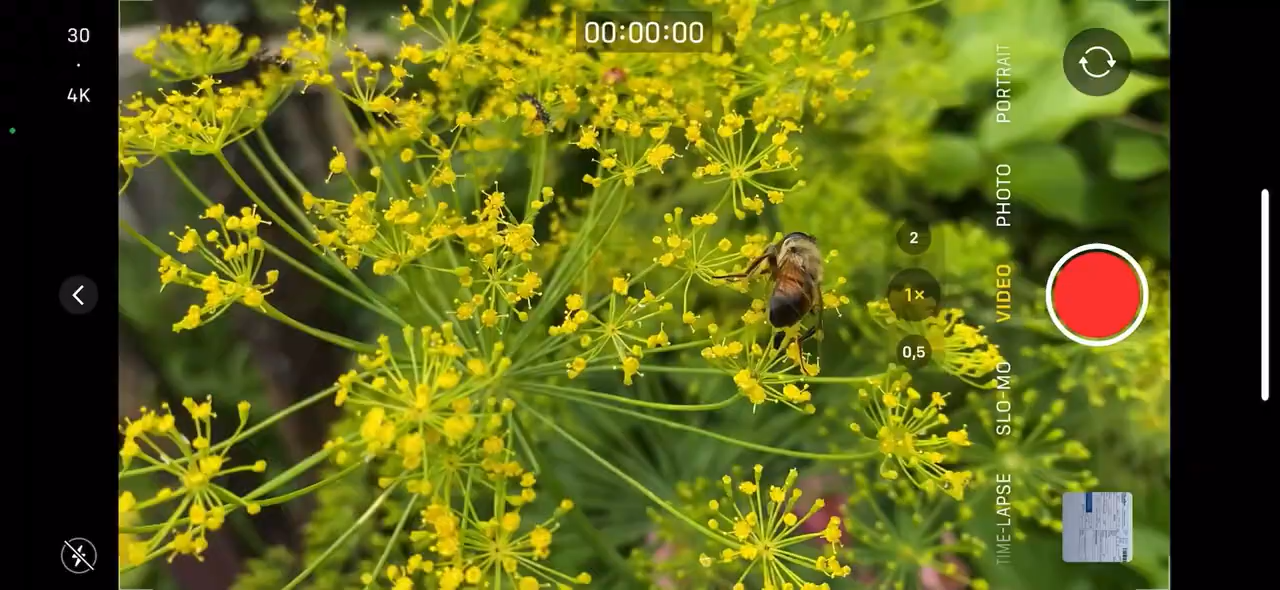 30
·
4K
00:00:00
PORTRAIT
PHOTO
VIDEO
SLO-MO
TIME-LAPSE
2
1×
0,5